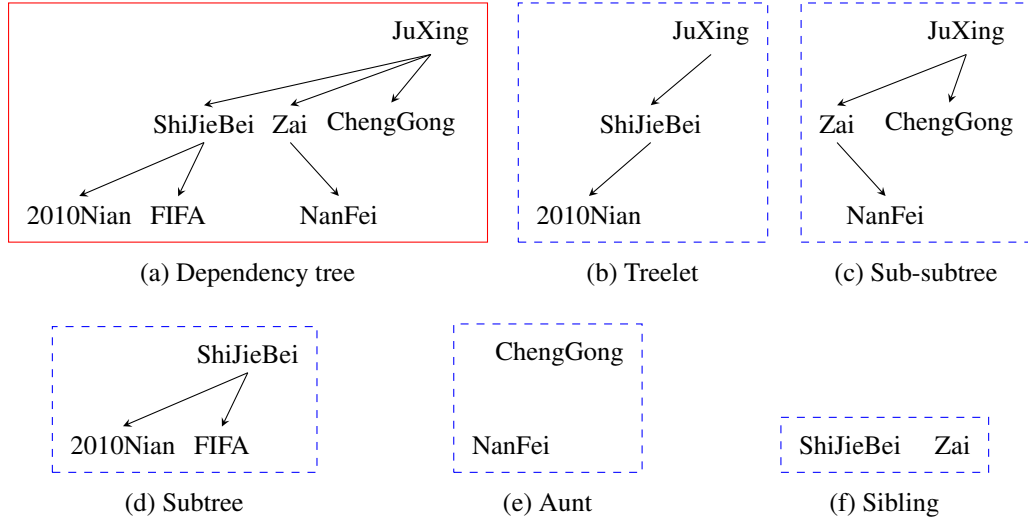 JuXing JuXing JuXing
ShiJieBei Zai ChengGong ShiJieBei Zai ChengGong
2010Nian FIFA NanFei 2010Nian NanFei
(a) Dependency tree (b) Treelet (c) Sub-subtree
ShiJieBei ChengGong
2010Nian FIFA NanFei ShiJieBei Zai
(d) Subtree (e) Aunt (f) Sibling